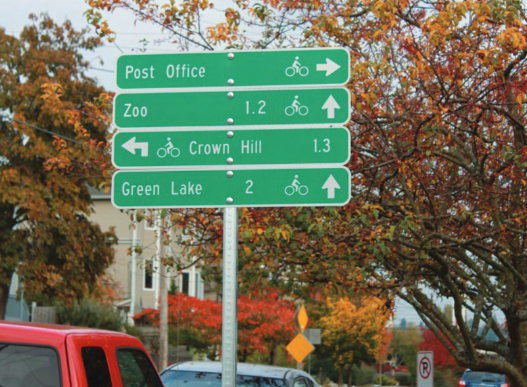 Post Office
Zoo 1.2
Crown Hill 1.3
Green Lake 2
P